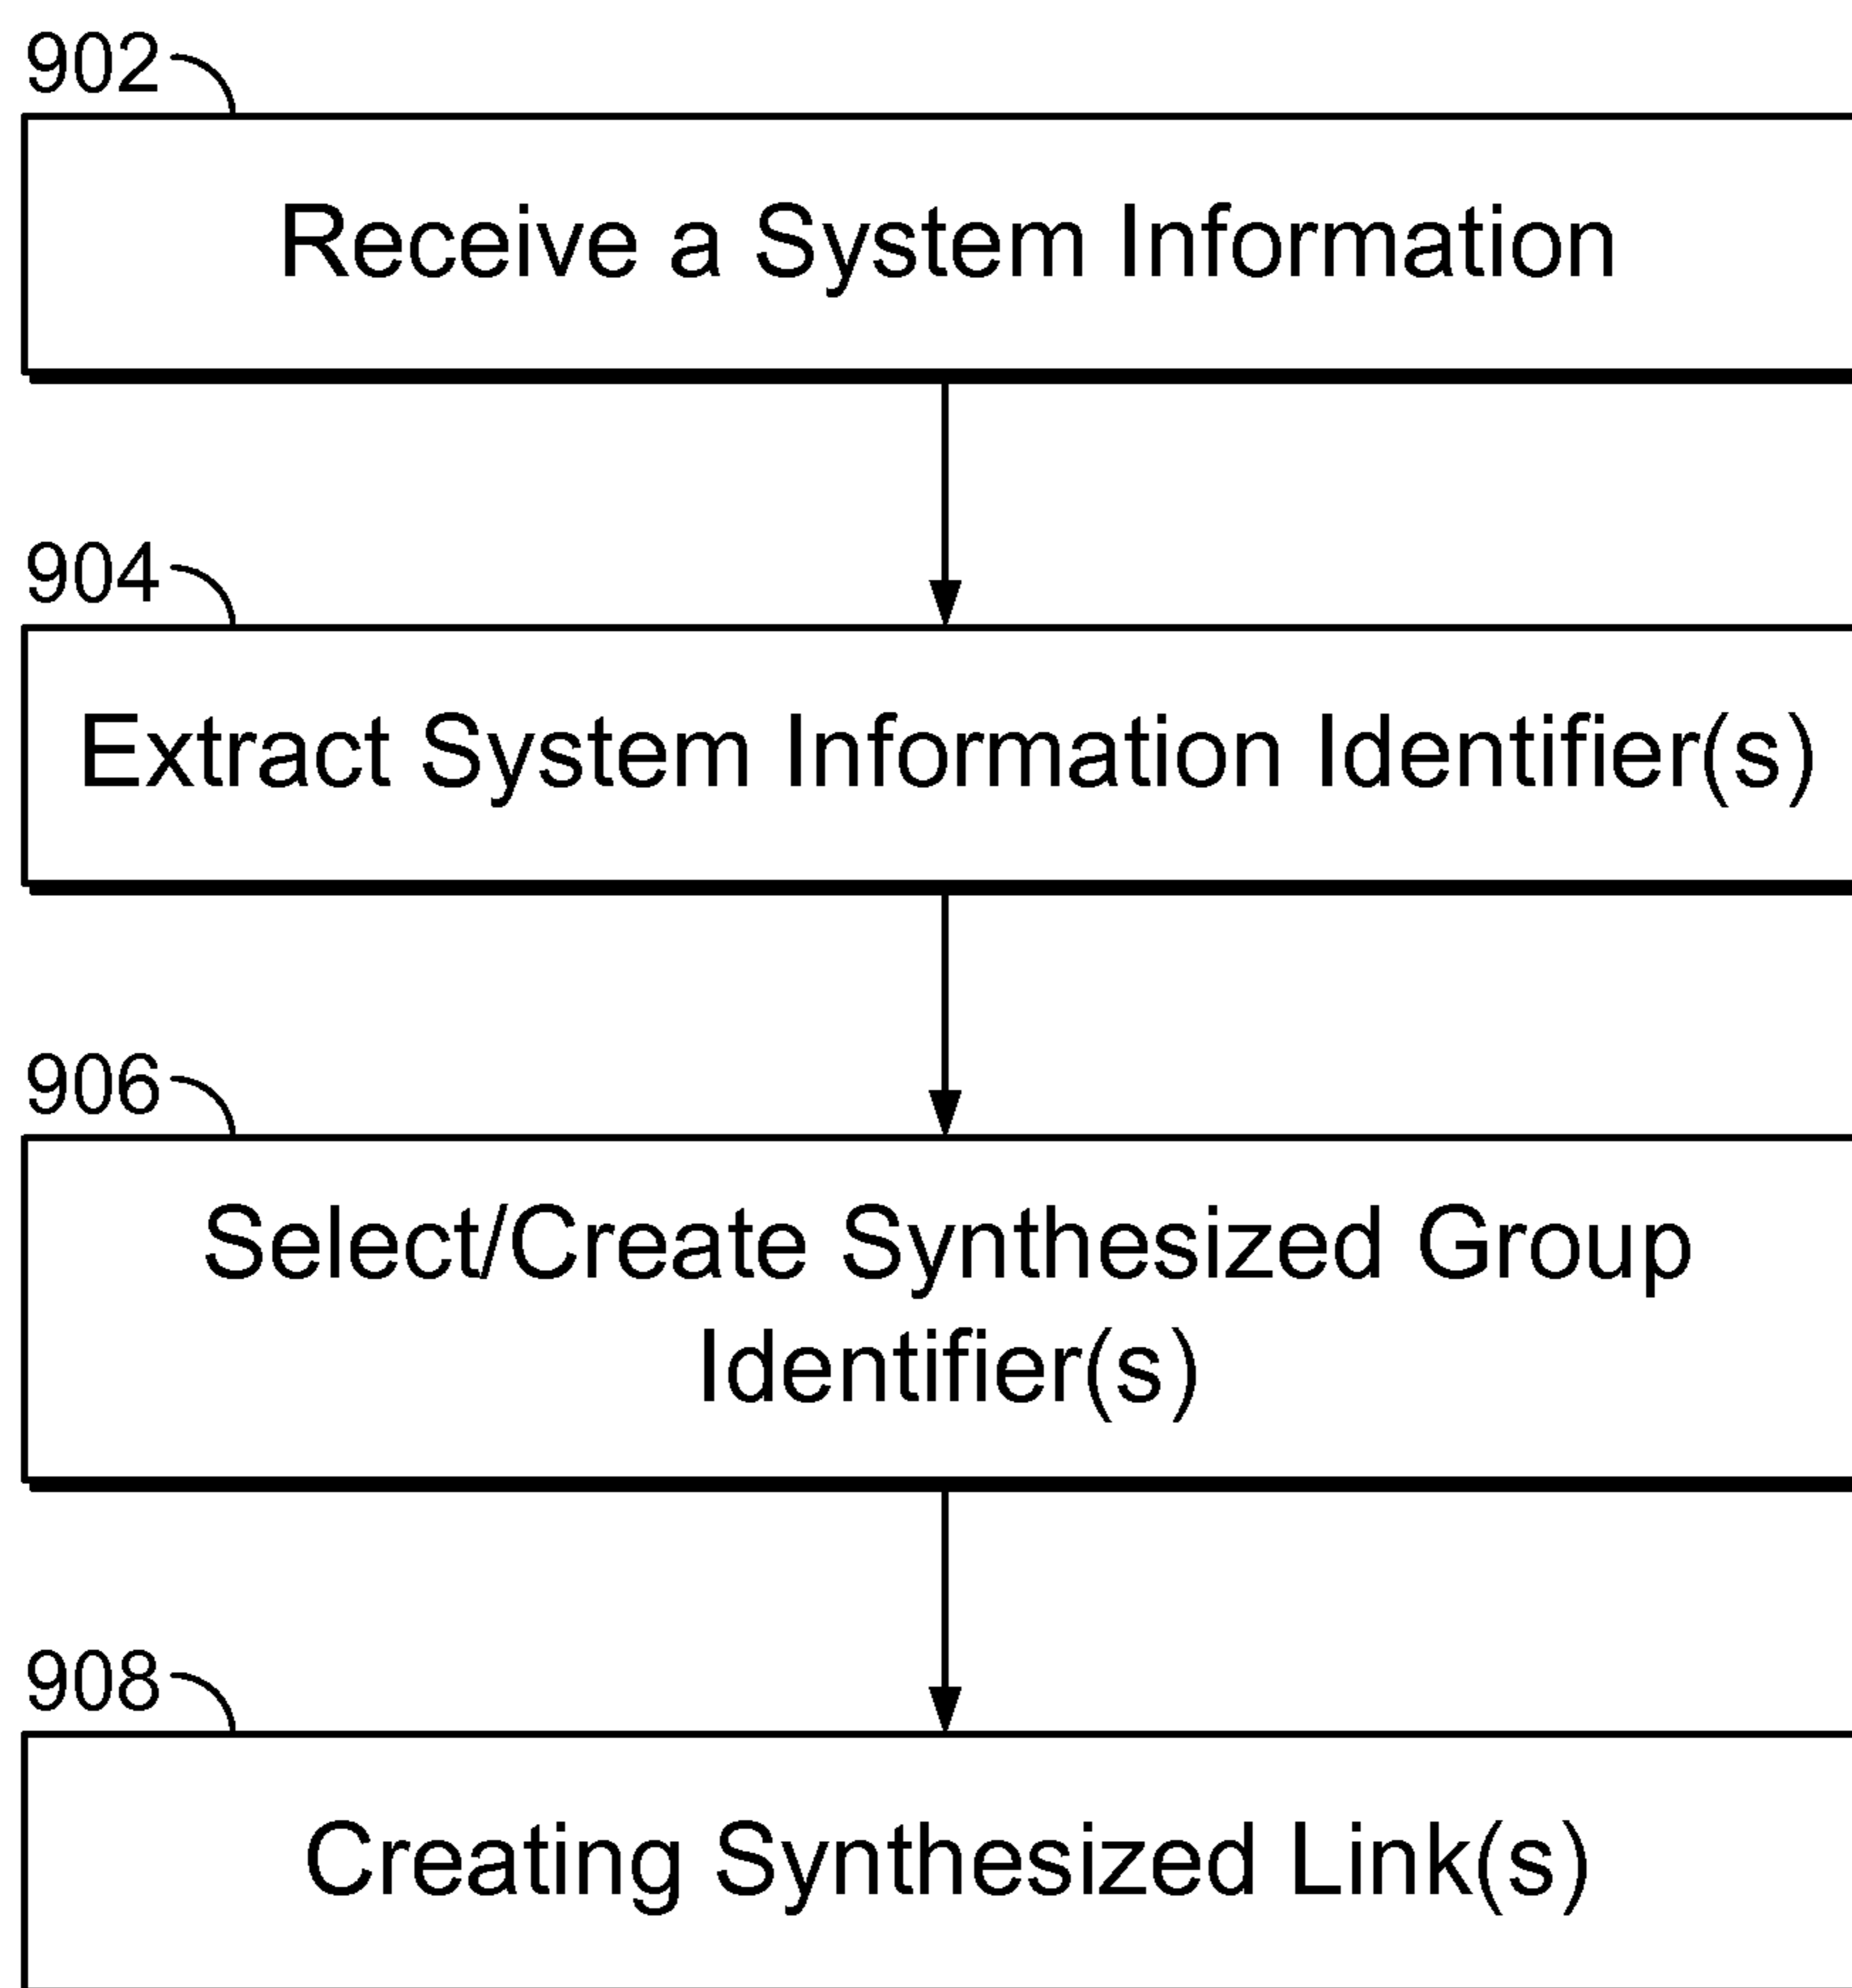 902
Receive a System Information
904
Extract System Information Identifier(s)
906
Select/Create Synthesized Group
Identifier(s)
908
Creating Synthesized Link(s)